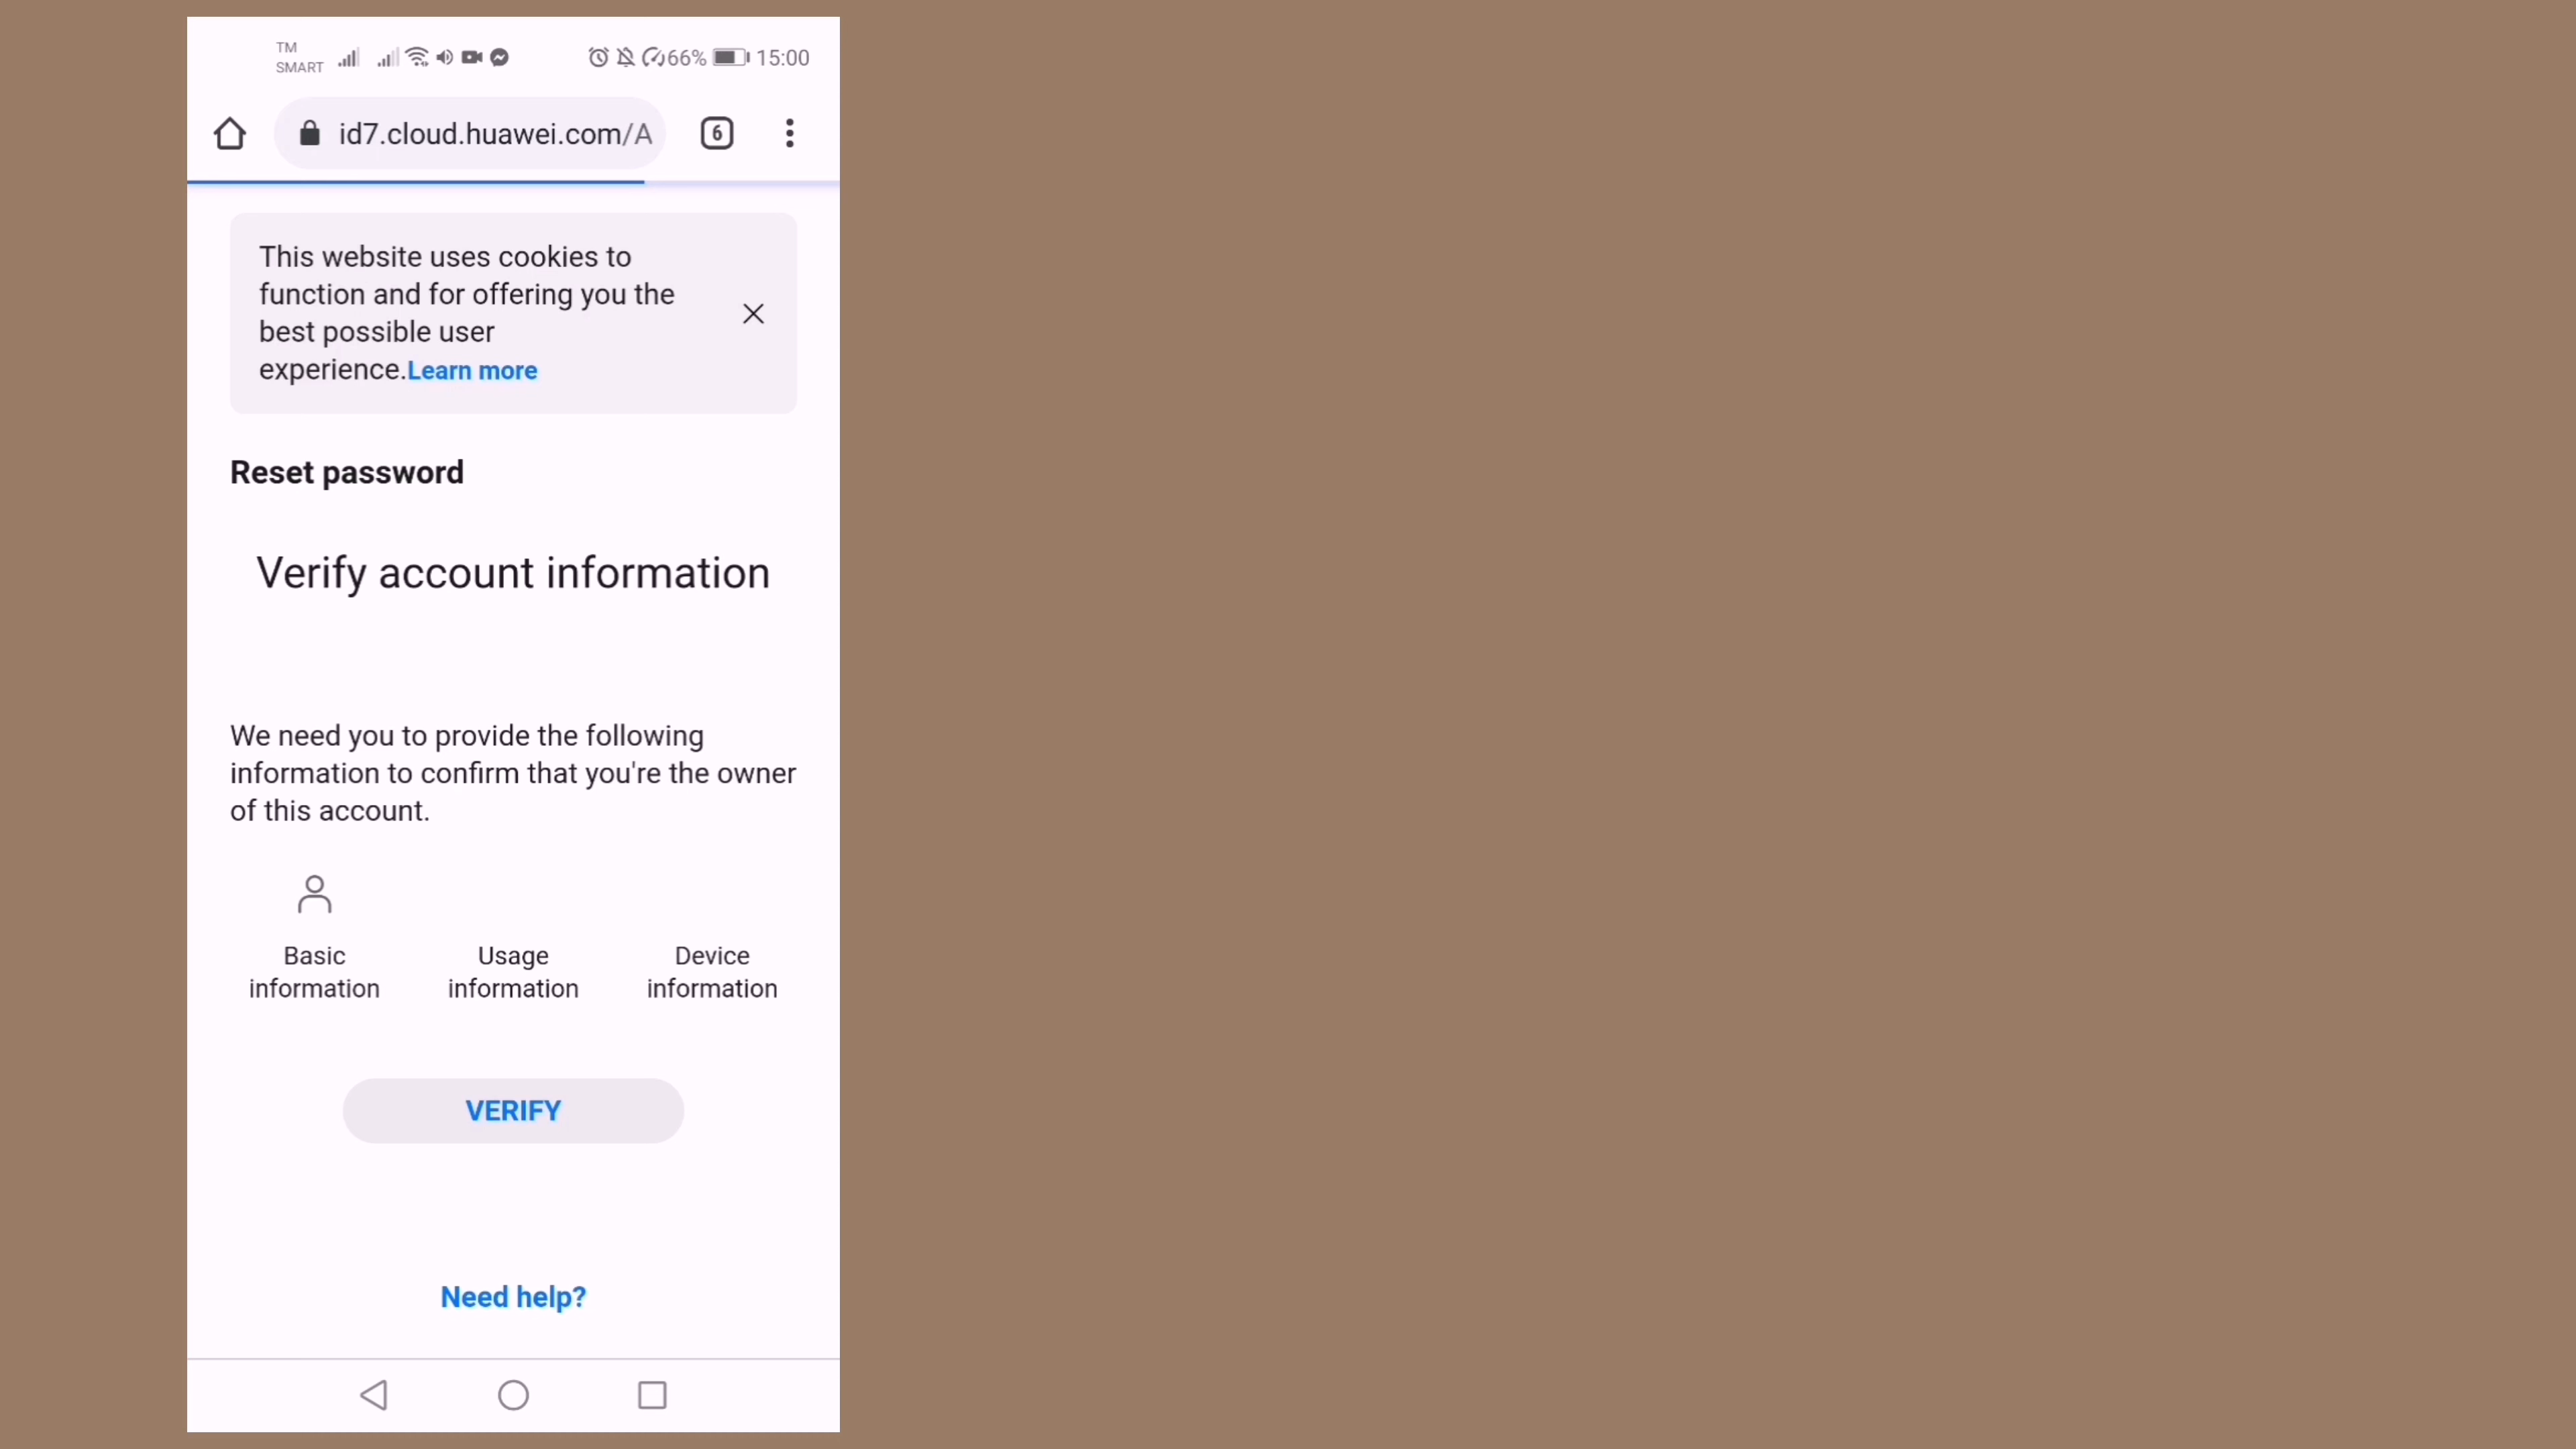 TM
SMART
66% 15:00
id7.cloud.huawei.com/A
6
This website uses cookies to
function and for offering you the
best possible user
experience.Learn more
Reset password
Verify account information
We need you to provide the following
information to confirm that you're the owner
of this account.
Basic
information
Usage
information
Device
information
VERIFY
Need help?